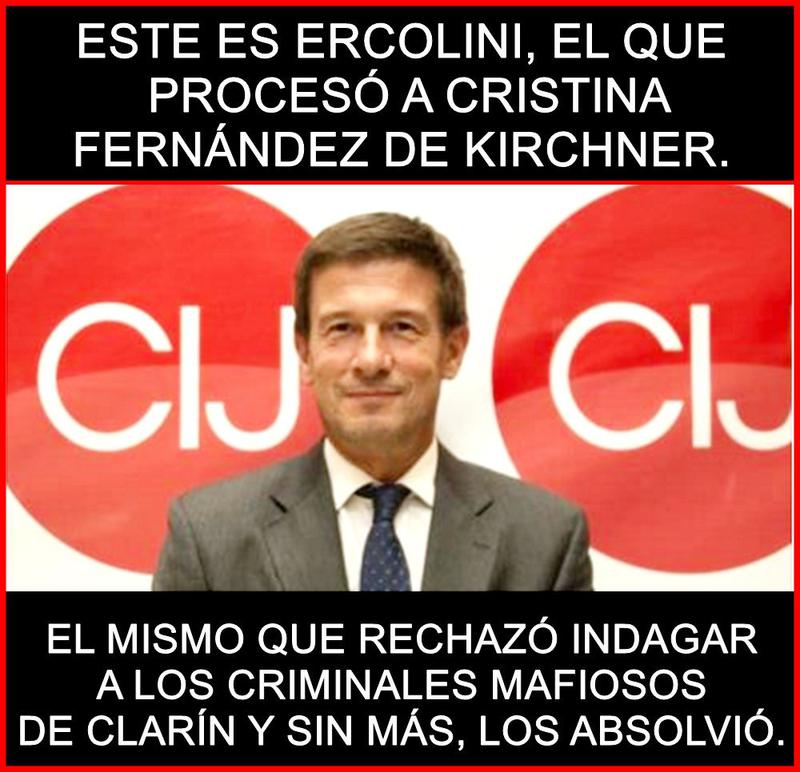 ESTE ES ERCOLINI, EL QUE
PROCESÓ A CRISTINA
FERNÁNDEZ DE KIRCHNER.
CIJ CIJ
EL MISMO QUE RECHAZÓ INDAGAR
A LOS CRIMINALES MAFIOSOS
DE CLARÍN Y SIN MÁS, LOS ABSOLVIÓ.